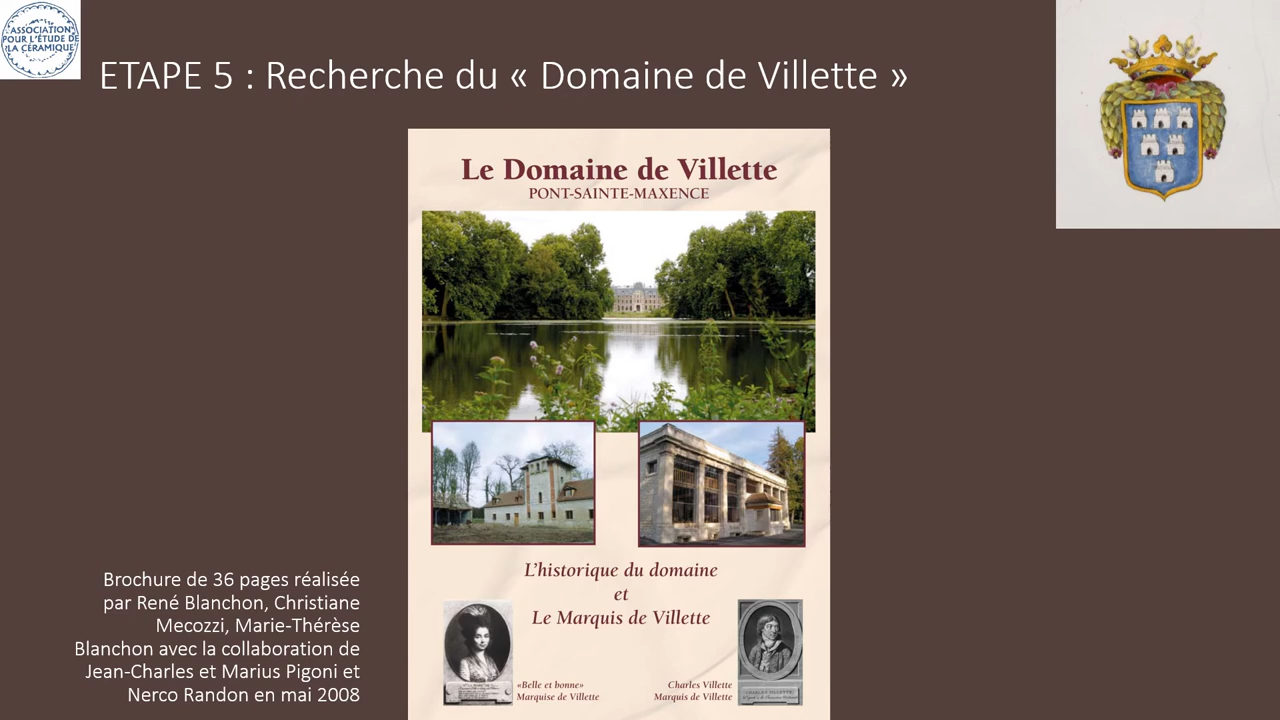 ASSOCIATION
POUR L'ÉTUDE DE
LA CÉRAMIQUE
ETAPE 5 : Recherche du « Domaine de Villette »
Le Domaine de Villette
PONT-SAINTE-MAXENCE
L'historique du domaine
et
Le Marquis de Villette
«Belle et bonne»
Marquise de Villette
Charles Villette
Marquis de Villette
CHARLES VILLETTE
Brochure de 36 pages réalisée
par René Blanchon, Christiane
Mecozzi, Marie-Thérèse
Blanchon avec la collaboration de
Jean-Charles et Marius Pigoni et
Nerco Randon en mai 2008